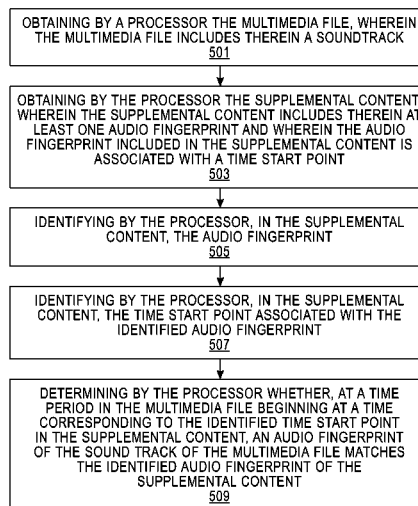 OBTAINING BY A PROCESSOR THE MULTIMEDIA FILE, WHEREIN
THE MULTIMEDIA FILE INCLUDES THEREIN A SOUNDTRACK
501
OBTAINING BY THE PROCESSOR THE SUPPLEMENTAL CONTENT,
WHEREIN THE SUPPLEMENTAL CONTENT INCLUDES THEREIN AT
LEAST ONE AUDIO FINGERPRINT AND WHEREIN THE AUDIO
FINGERPRINT INCLUDED IN THE SUPPLEMENTAL CONTENT IS
ASSOCIATED WITH A TIME START POINT
503
IDENTIFYING BY THE PROCESSOR, IN THE SUPPLEMENTAL
CONTENT, THE AUDIO FINGERPRINT
505
IDENTIFYING BY THE PROCESSOR, IN THE SUPPLEMENTAL
CONTENT, THE TIME START POINT ASSOCIATED WITH THE
IDENTIFIED AUDIO FINGERPRINT
507
DETERMINING BY THE PROCESSOR WHETHER, AT A TIME
PERIOD IN THE MULTIMEDIA FILE BEGINNING AT A TIME
CORRESPONDING TO THE IDENTIFIED TIME START POINT
IN THE SUPPLEMENTAL CONTENT, AN AUDIO FINGERPRINT
OF THE SOUND TRACK OF THE MULTIMEDIA FILE MATCHES
THE IDENTIFIED AUDIO FINGERPRINT OF THE
SUPPLEMENTAL CONTENT
509